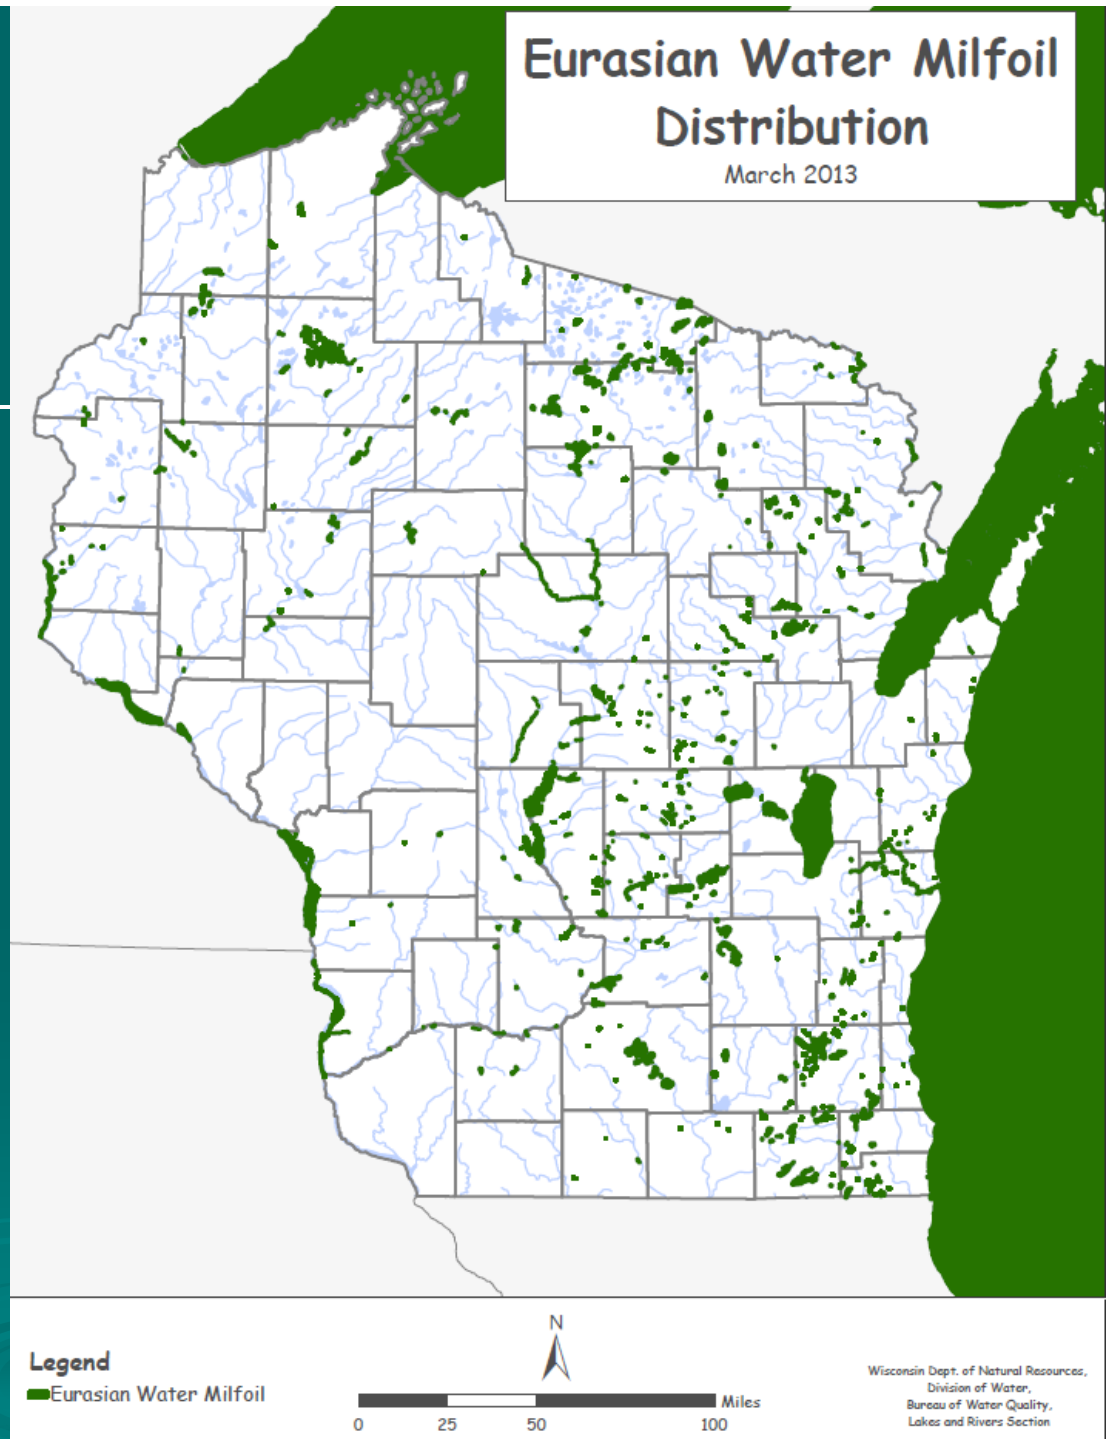 Eurasian Water Milfoil
Distribution
March 2013
N
Legend
Eurasian Water Milfoil
Miles
0 25 50 100
Wisconsin Dept. of Natural Resources,
Division of Water,
Bureau of Water Quality,
Lakes and Rivers Section